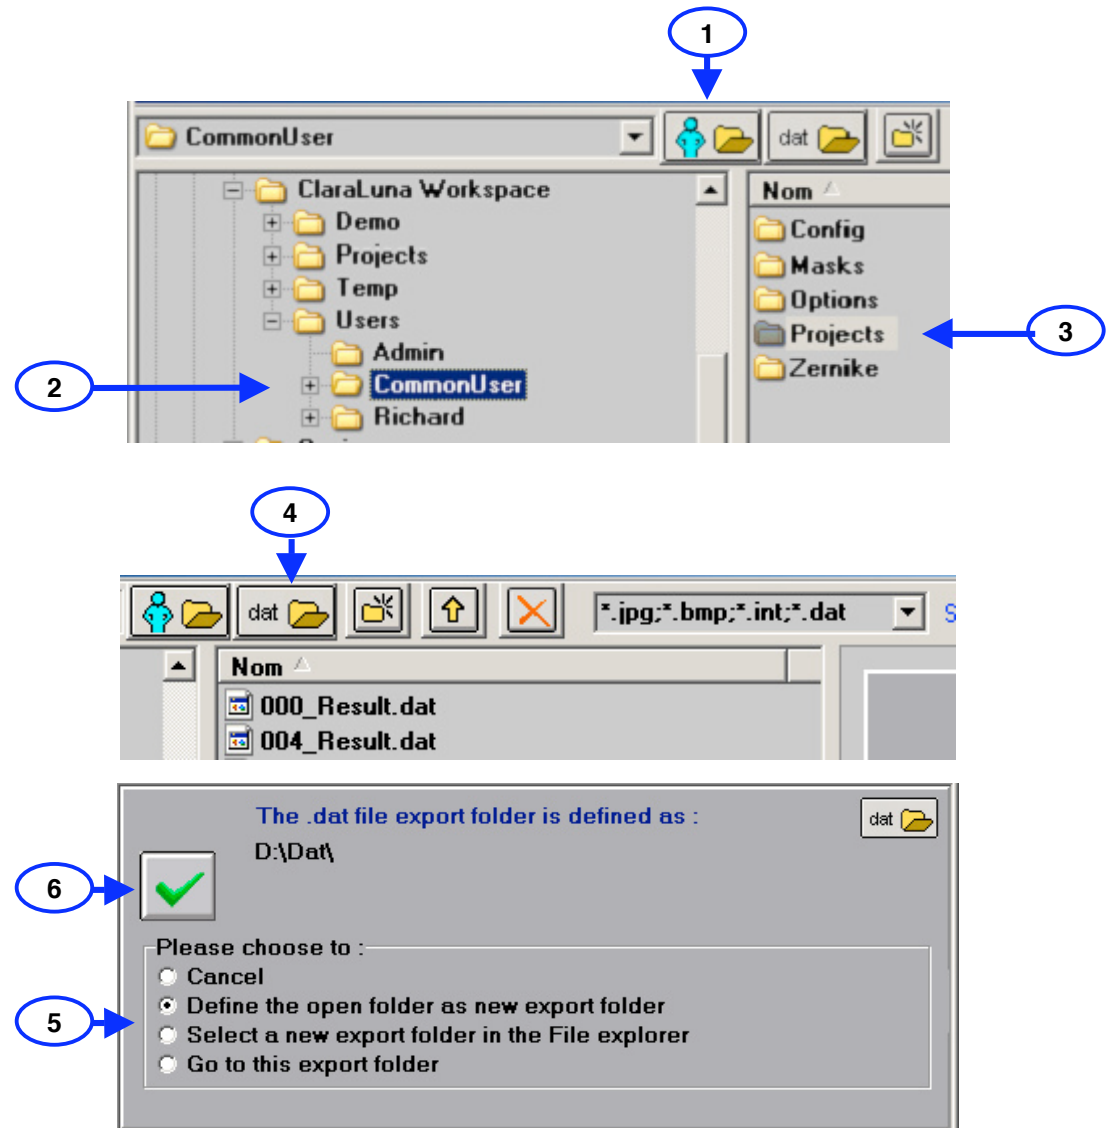 1
CommonUser
dat
ClaraLuna Workspace
Nom
Demo
Config
Projects
Masks
Temp
Options
Users
Projects
3
Admin
2
CommonUser
Zernike
Richard
4
dat
*.jpg;*.bmp;*.int;*.dat
Nom
000_Result.dat
004_Result.dat
The .dat file export folder is defined as :
dat
D:\Dat\
6
Please choose to :
Cancel
5
Define the open folder as new export folder
Select a new export folder in the File explorer
Go to this export folder